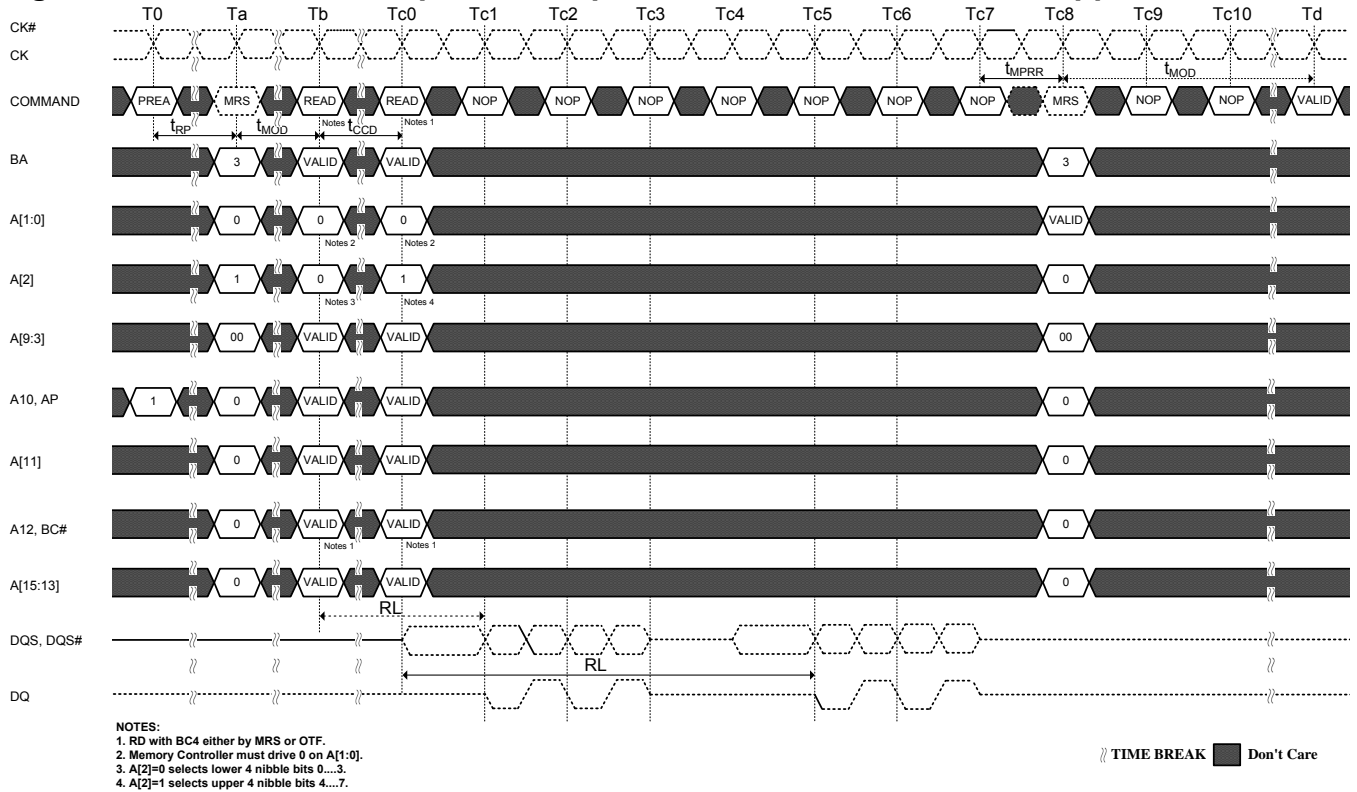 T0 Ta Tb Tc0 Tc1 Tc2 Tc3 Tc4 Tc5 Tc6 Tc7 Tc8 Tc9 Tc10 Td
CK#
CK
tMPRR tMOD
COMMAND PREA MRS READ READ NOP NOP NOP NOP NOP NOP NOP MRS NOP NOP VALID
Notes 1 Notes 1
tRP tMOD tCCD
BA 3 VALID VALID 3
A[1:0] 0 0 0 VALID
Notes 2 Notes 2
A[2] 1 0 1 0
Notes 3 Notes 4
A[9:3] 00 VALID VALID 00
A10, AP 1 0 VALID VALID 0
A[11] 0 VALID VALID 0
A12, BC# 0 VALID VALID 0
Notes 1 Notes 1
A[15:13] 0 VALID VALID 0
RL
DQS, DQS#
RL
DQ
NOTES:
1. RD with BC4 either by MRS or OTF.
2. Memory Controller must drive 0 on A[1:0].
3. A[2]=0 selects lower 4 nibble bits 0....3.
4. A[2]=1 selects upper 4 nibble bits 4....7.
TIME BREAK Don't Care